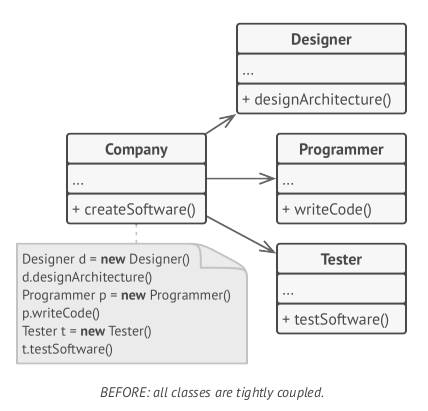 Designer
...
+ designArchitecture()
Company
...
+ createSoftware()
Programmer
...
+ writeCode()
Tester
...
+ testSoftware()
Designer d = new Designer()
d.designArchitecture()
Programmer p = new Programmer()
p.writeCode()
Tester t = new Tester()
t.testSoftware()
BEFORE: all classes are tightly coupled.